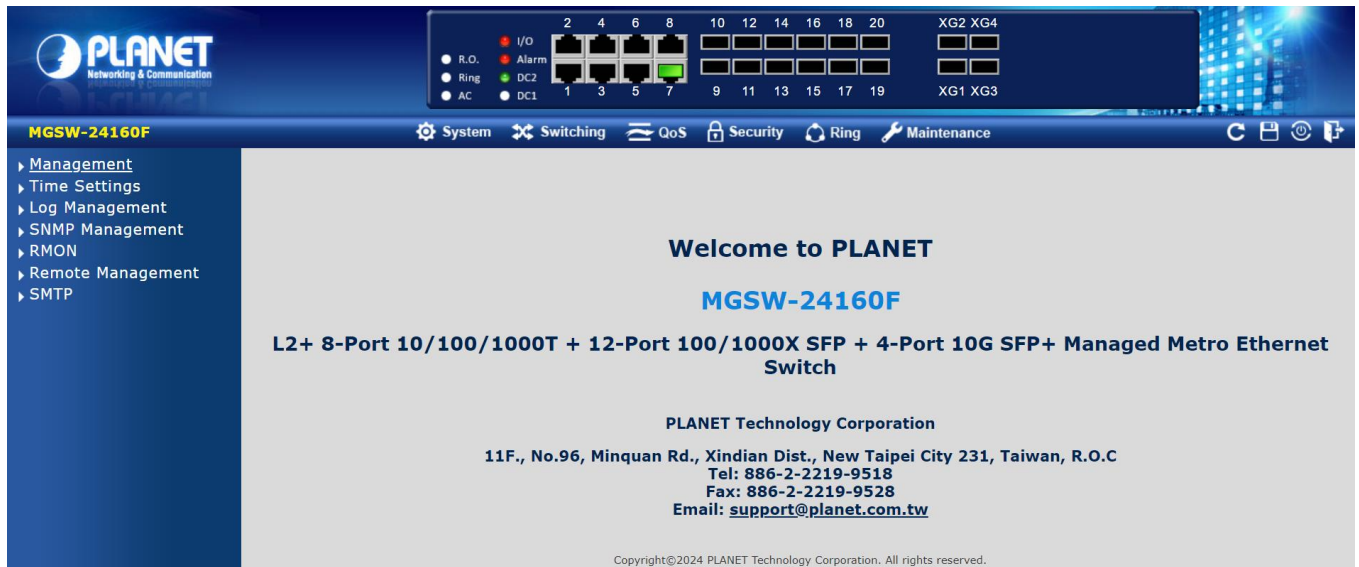 PLANET
Networking & Communication
2 4 6 8 10 12 14 16 18 20 XG2 XG4
I/O
R.O. Alarm
Ring DC2
AC DC1
1 3 5 7 9 11 13 15 17 19 XG1 XG3
MGSW-24160F
System Switching QoS Security Ring Maintenance
Management
Time Settings
Log Management
SNMP Management
RMON
Remote Management
SMTP
Welcome to PLANET
MGSW-24160F
L2+ 8-Port 10/100/1000T + 12-Port 100/1000X SFP + 4-Port 10G SFP+ Managed Metro Ethernet
Switch
PLANET Technology Corporation
11F., No.96, Minquan Rd., Xindian Dist., New Taipei City 231, Taiwan, R.O.C
Tel: 886-2-2219-9518
Fax: 886-2-2219-9528
Email: support@planet.com.tw
Copyright©2024 PLANET Technology Corporation. All rights reserved.